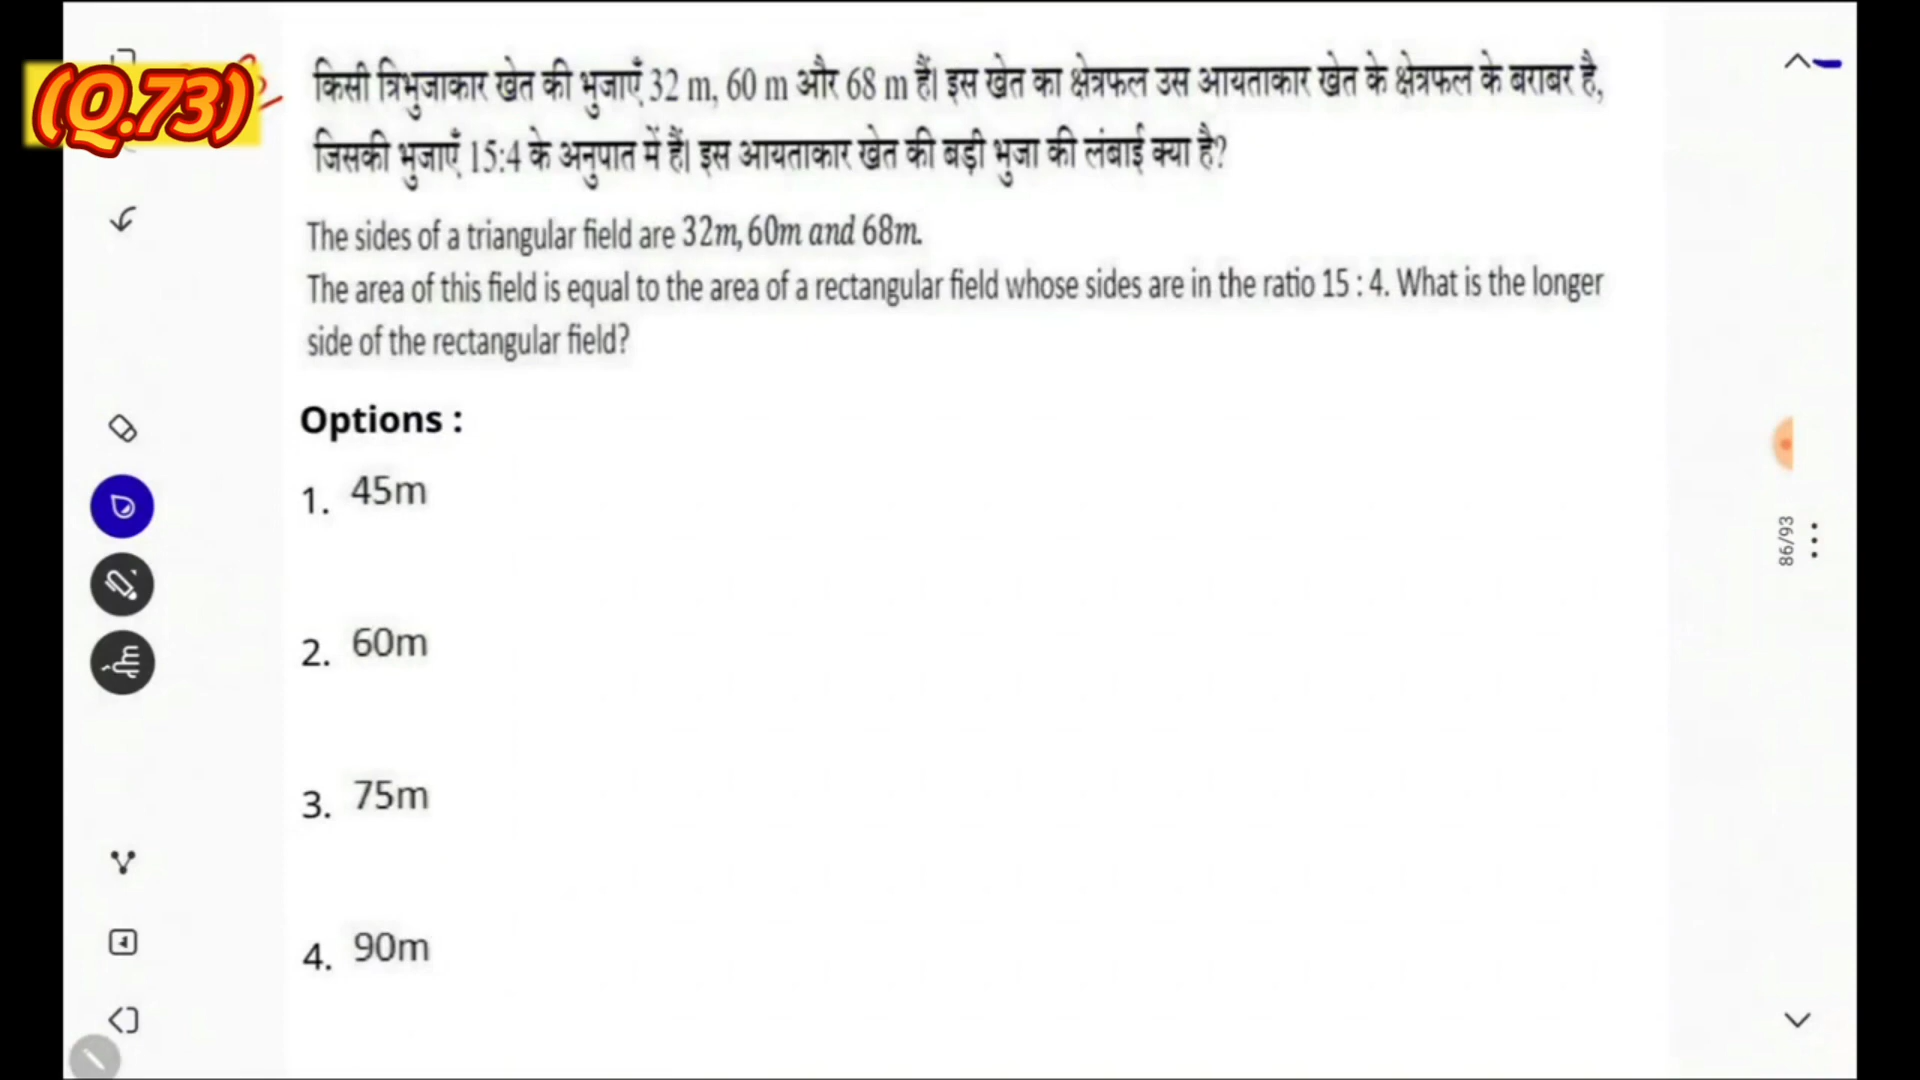 (Q.73)
किसी त्रिभुजाकार खेत की भुजाएँ 32 m, 60 m और 68 m हैं। इस खेत का क्षेत्रफल उस आयताकार खेत के क्षेत्रफल के बराबर है,
जिसकी भुजाएँ 15:4 के अनुपात में हैं। इस आयताकार खेत की बड़ी भुजा की लंबाई क्या है?
The sides of a triangular field are 32m, 60m and 68m.
The area of this field is equal to the area of a rectangular field whose sides are in the ratio 15 : 4. What is the longer
side of the rectangular field?
Options :
1. 45m
2. 60m
3. 75m
4. 90m
86/93